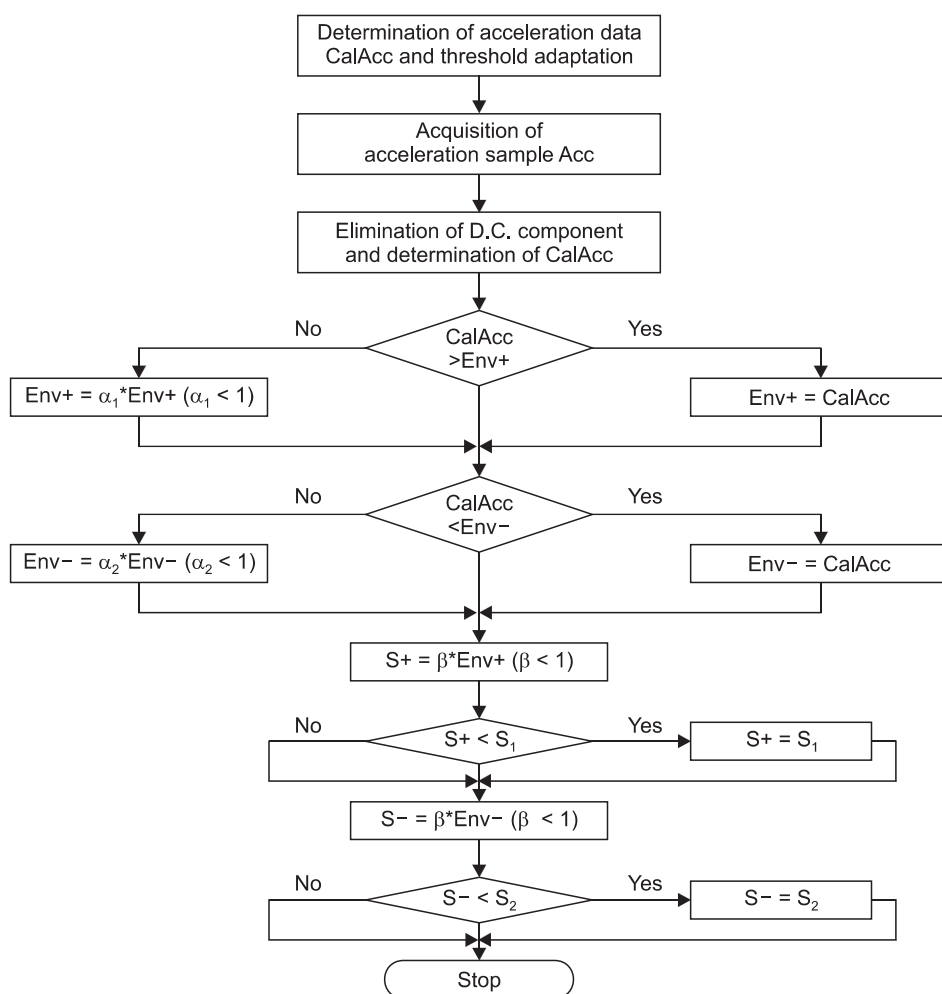 Determination of acceleration data
CalAcc and threshold adaptation
Acquisition of
acceleration sample Acc
Elimination of D.C. component
and determination of CalAcc
No
CalAcc
>Env+
Yes
Env+ = α₁*Env+ (α₁ < 1)
Env+ = CalAcc
No
CalAcc
<Env−
Yes
Env− = α₂*Env− (α₂ < 1)
Env− = CalAcc
S+ = β*Env+ (β < 1)
No
S+ < S₁
Yes
S+ = S₁
S− = β*Env− (β < 1)
No
S− < S₂
Yes
S− = S₂
Stop